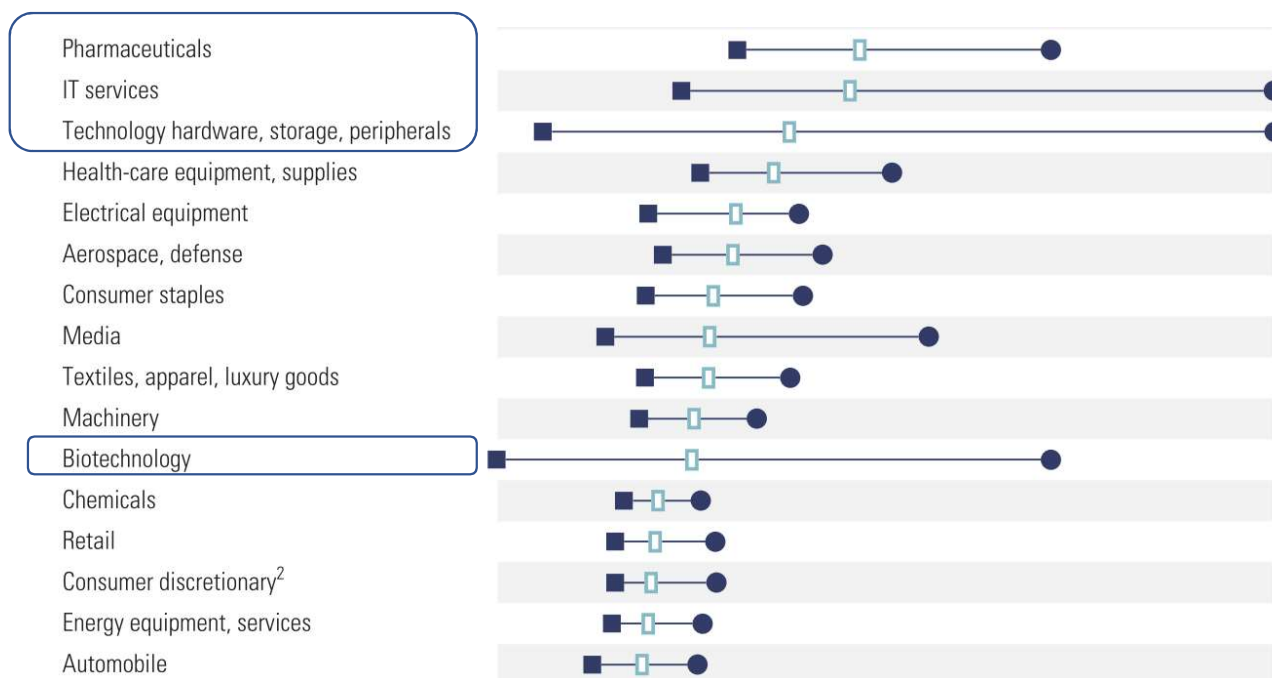 Pharmaceuticals
IT services
Technology hardware, storage, peripherals
Health-care equipment, supplies
Electrical equipment
Aerospace, defense
Consumer staples
Media
Textiles, apparel, luxury goods
Machinery
Biotechnology
Chemicals
Retail
Consumer discretionary²
Energy equipment, services
Automobile